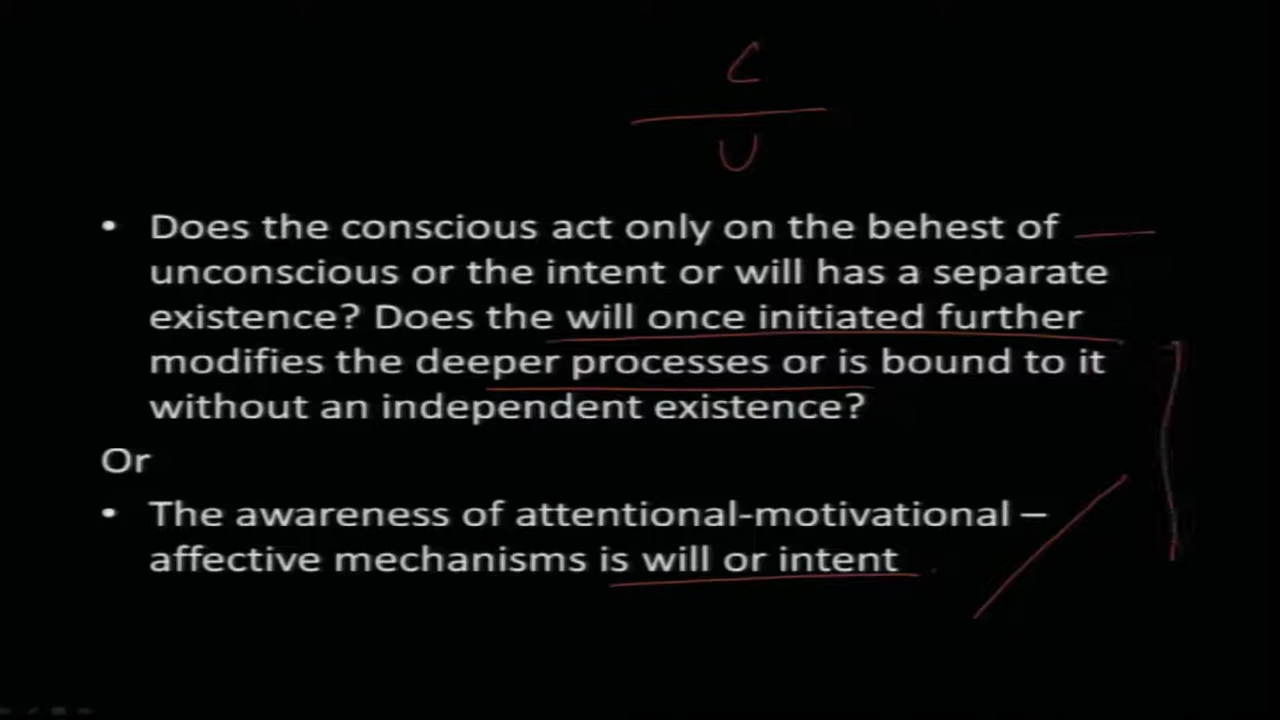 C
U
• Does the conscious act only on the behest of
unconscious or the intent or will has a separate
existence? Does the will once initiated further
modifies the deeper processes or is bound to it
without an independent existence?
Or
• The awareness of attentional-motivational –
affective mechanisms is will or intent